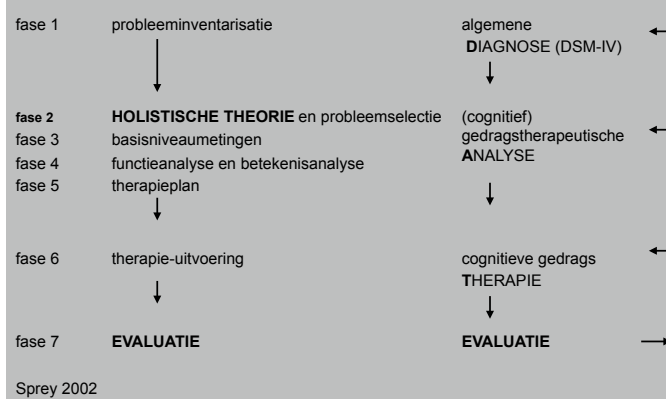 fase 1 probleeminventarisatie algemene
DIAGNOSE (DSM-IV)
fase 2 HOLISTISCHE THEORIE en probleemselectie (cognitief)
fase 3 basisniveaumetingen gedragstherapeutische
fase 4 functieanalyse en betekenisanalyse ANALYSE
fase 5 therapieplan
fase 6 therapie-uitvoering cognitieve gedrags
THERAPIE
fase 7 EVALUATIE EVALUATIE
Sprey 2002